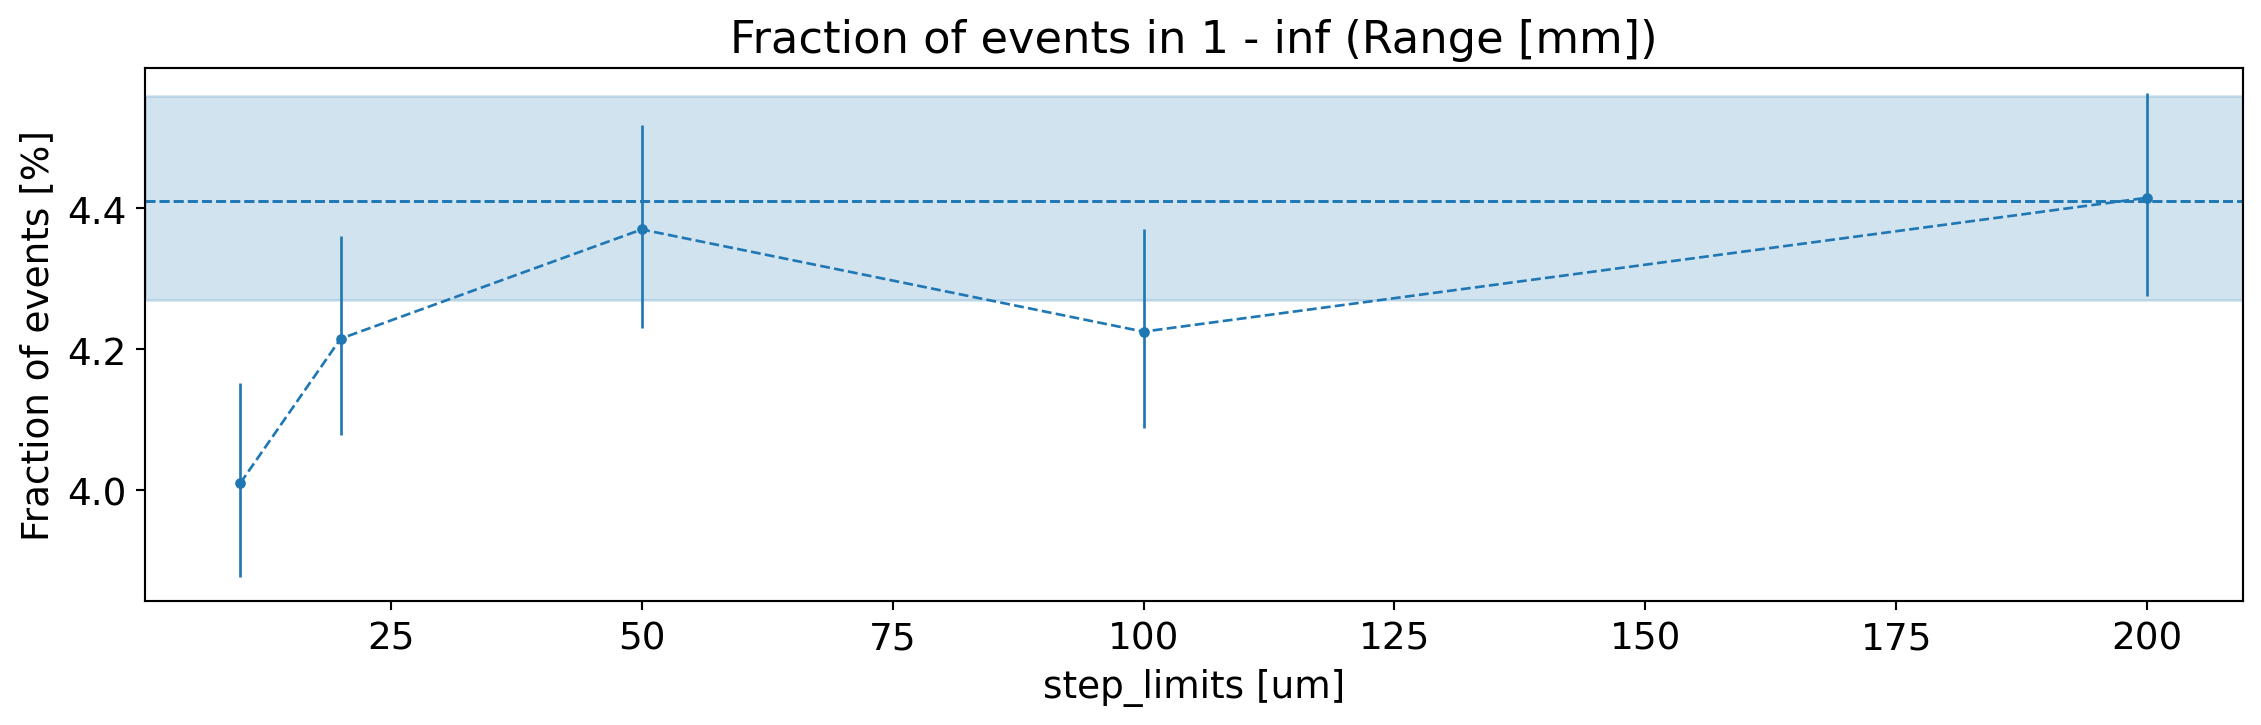 Fraction of events in 1 - inf (Range [mm])
Fraction of events [%]
4.4
4.2
4.0
25 50 75 100 125 150 175 200
step_limits [um]